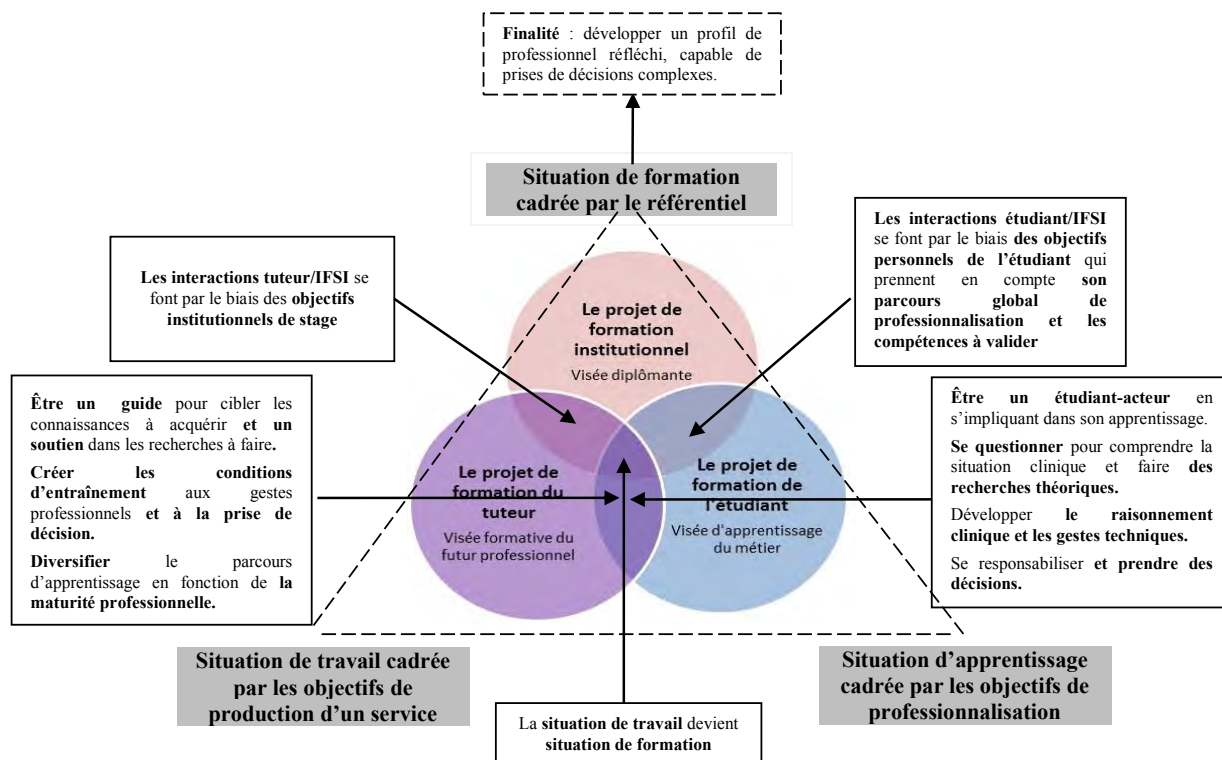 Finalité : développer un profil de
professionnel réfléchi, capable de
prises de décisions complexes.
Situation de formation
cadrée par le référentiel
Les interactions tuteur/IFSI se
font par le biais des objectifs
institutionnels de stage
Les interactions étudiant/IFSI
se font par le biais des objectifs
personnels de l'étudiant qui
prennent en compte son
parcours global de
professionnalisation et les
compétences à valider
Le projet de
formation
institutionnel
Visée diplômante
Être un guide pour cibler les
connaissances à acquérir et un
soutien dans les recherches à faire.
Créer les conditions
d'entraînement aux gestes
professionnels et à la prise de
décision.
Diversifier le parcours
d'apprentissage en fonction de la
maturité professionnelle.
Le projet de
formation du
tuteur
Visée formative du
futur professionnel
Le projet de
formation de
l'étudiant
Visée d'apprentissage
du métier
Être un étudiant-acteur en
s'impliquant dans son apprentissage.
Se questionner pour comprendre la
situation clinique et faire des
recherches théoriques.
Développer le raisonnement
clinique et les gestes techniques.
Se responsabiliser et prendre des
décisions.
Situation de travail cadrée
par les objectifs de
production d'un service
La situation de travail devient
situation de formation
Situation d'apprentissage
cadrée par les objectifs de
professionnalisation